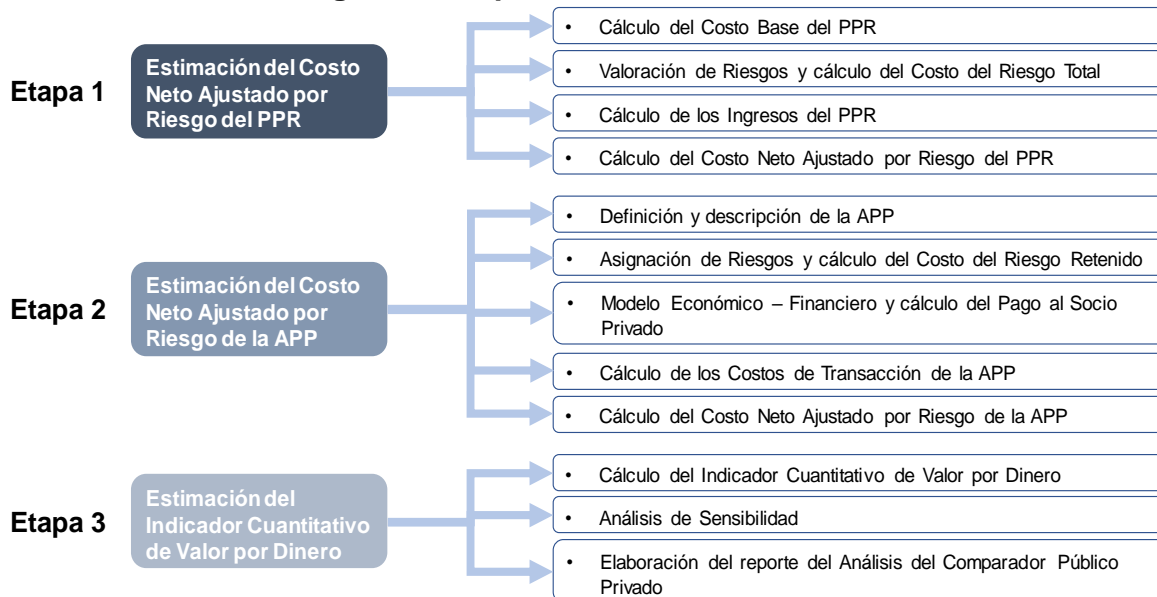 Etapa 1
Estimación del Costo
Neto Ajustado por
Riesgo del PPR
• Cálculo del Costo Base del PPR
• Valoración de Riesgos y cálculo del Costo del Riesgo Total
• Cálculo de los Ingresos del PPR
• Cálculo del Costo Neto Ajustado por Riesgo del PPR
Etapa 2
Estimación del Costo
Neto Ajustado por
Riesgo de la APP
• Definición y descripción de la APP
• Asignación de Riesgos y cálculo del Costo del Riesgo Retenido
• Modelo Económico – Financiero y cálculo del Pago al Socio
Privado
• Cálculo de los Costos de Transacción de la APP
• Cálculo del Costo Neto Ajustado por Riesgo de la APP
Etapa 3
Estimación del
Indicador Cuantitativo
de Valor por Dinero
• Cálculo del Indicador Cuantitativo de Valor por Dinero
• Análisis de Sensibilidad
• Elaboración del reporte del Análisis del Comparador Público
Privado